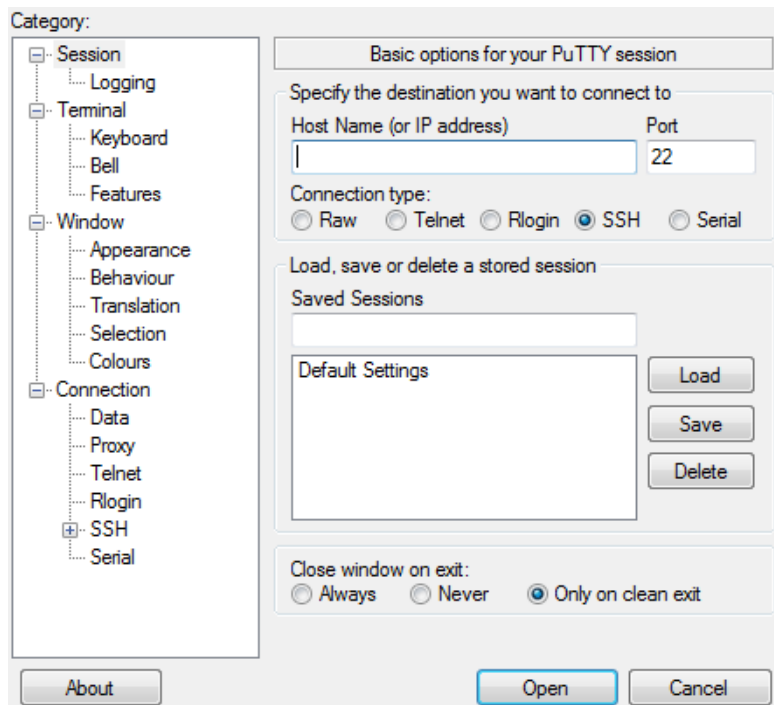 Category:
Session
Logging
Terminal
Keyboard
Bell
Features
Window
Appearance
Behaviour
Translation
Selection
Colours
Connection
Data
Proxy
Telnet
Rlogin
SSH
Serial
Basic options for your PuTTY session
Specify the destination you want to connect to
Host Name (or IP address) Port
22
Connection type:
Raw Telnet Rlogin SSH Serial
Load, save or delete a stored session
Saved Sessions
Default Settings
Load
Save
Delete
Close window on exit:
Always Never Only on clean exit
About Open Cancel